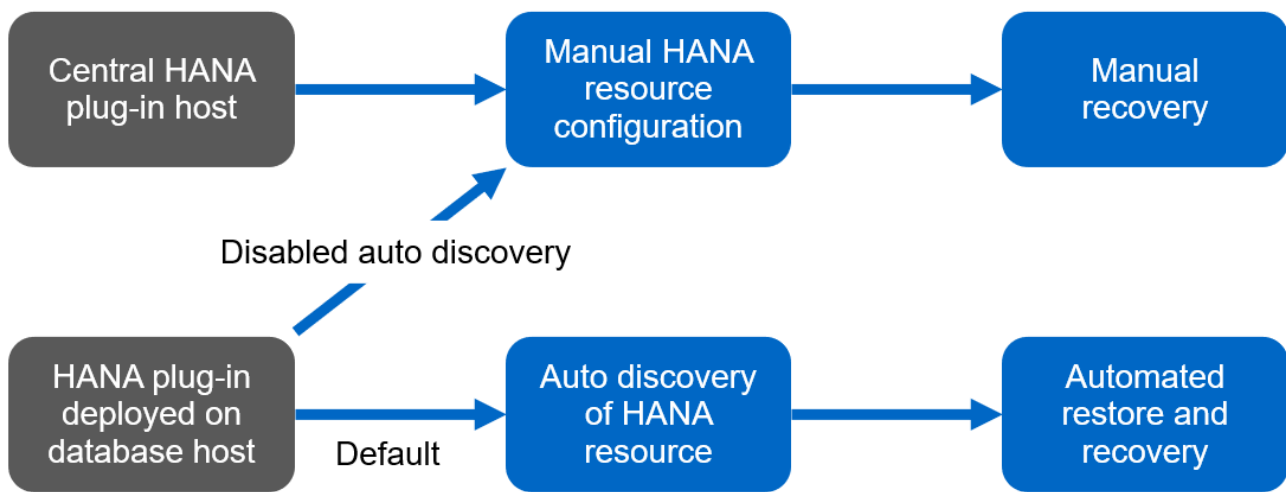 Central HANA
plug-in host
Manual HANA
resource
configuration
Manual
recovery
Disabled auto discovery
HANA plug-in
deployed on
database host
Default
Auto discovery
of HANA
resource
Automated
restore and
recovery